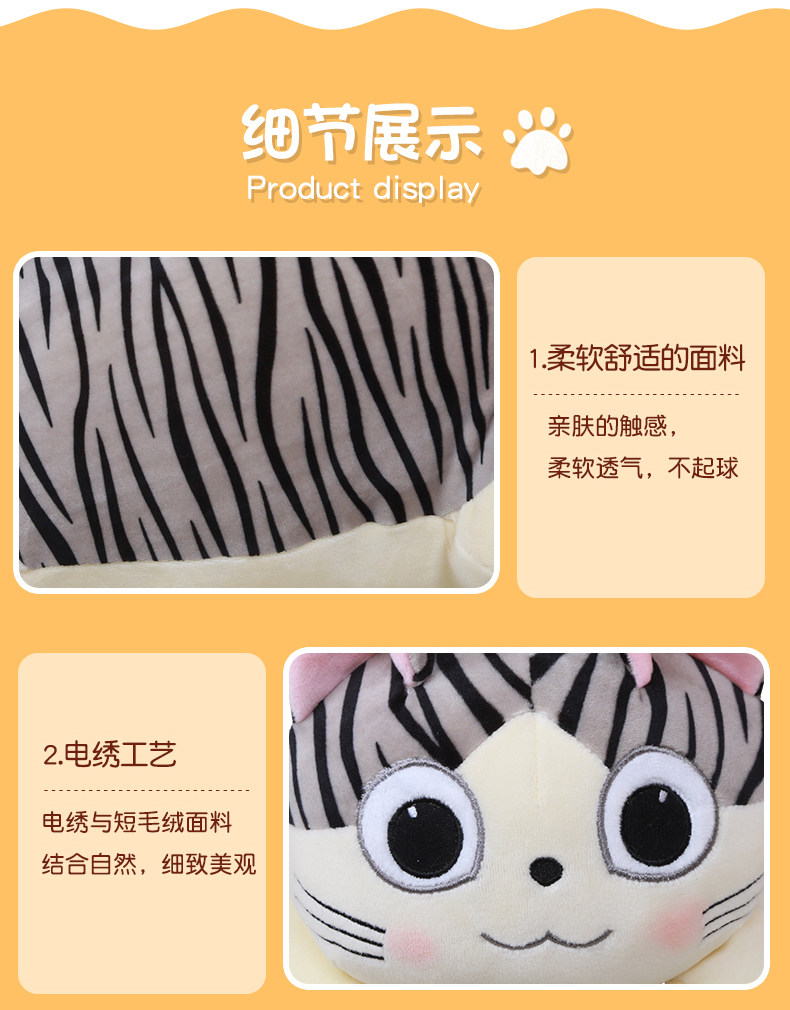 细节展示
Product display
1.柔软舒适的面料
亲肤的触感，
柔软透气，不起球
2.电绣工艺
电绣与短毛绒面料
结合自然，细致美观